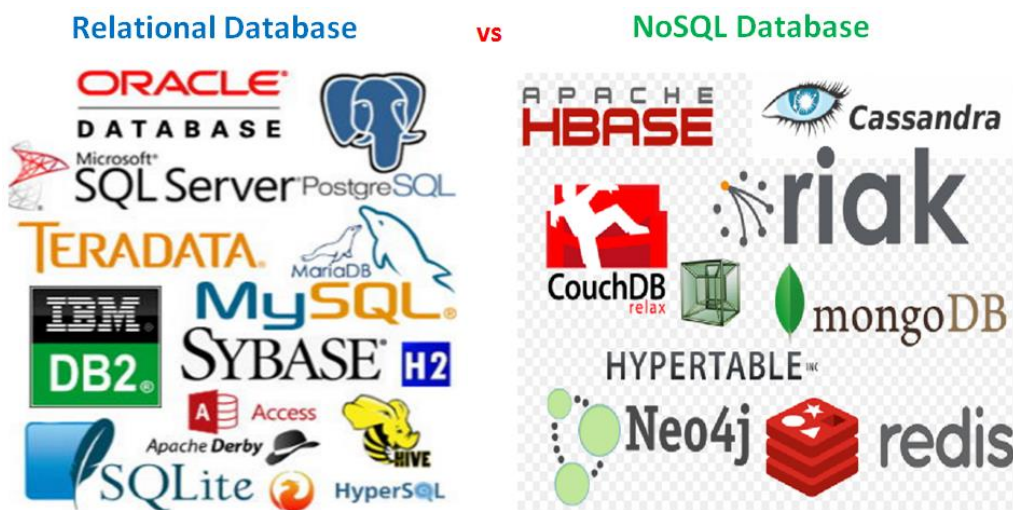 Relational Database vs NoSQL Database
ORACLE®
DATABASE
Microsoft®
SQL Server®
PostgreSQL
TERADATA®
MariaDB
MySQL®
IBM®
DB2®
SYBASE®
H2
A Access
Apache Derby
HIVE
SQLite
HyperSQL
APACHE
HBASE
Cassandra
riak
CouchDB
relax
mongoDB
HYPERTABLE INC
Neo4j
redis